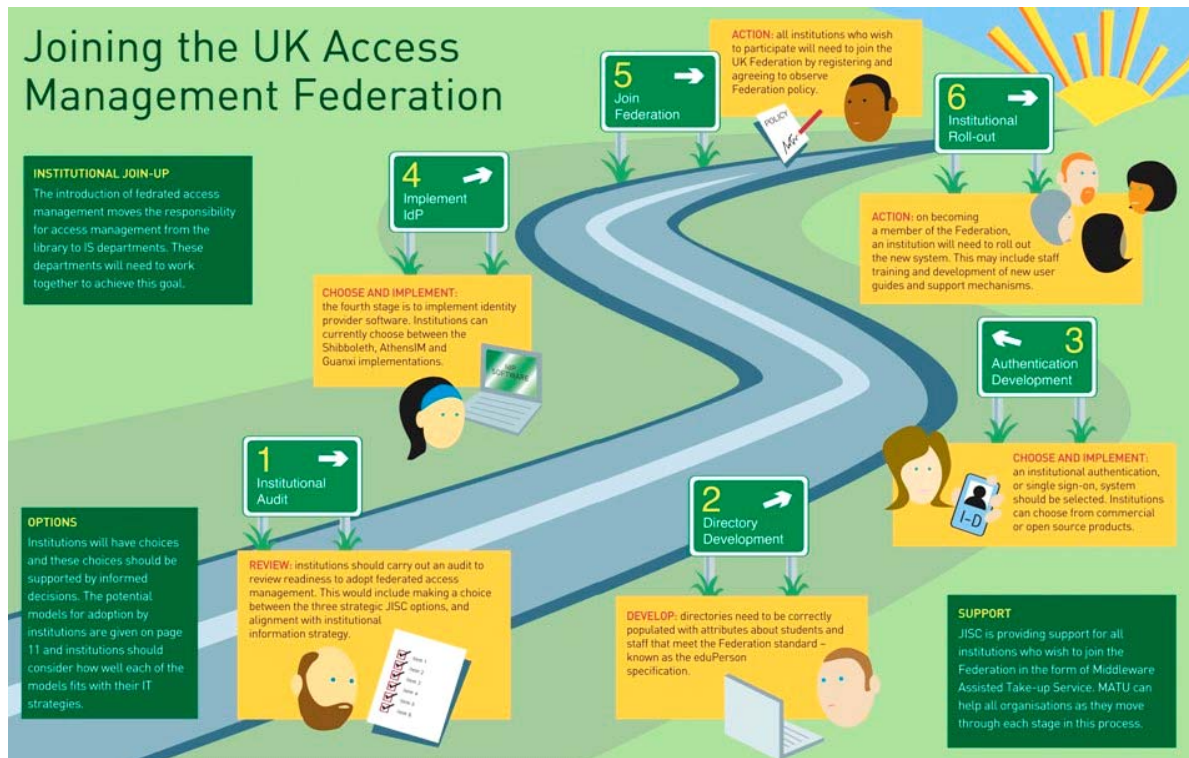 Joining the UK Access
Management Federation
INSTITUTIONAL JOIN-UP
The introduction of fedrated access
management moves the responsibility
for access management from the
library to IS departments. These
departments will need to work
together to achieve this goal.
OPTIONS
Institutions will have choices
and these choices should be
supported by informed
decisions. The potential
models for adoption by
institutions are given on page
11 and institutions should
consider how well each of the
models fits with their IT
strategies.
1
Institutional
Audit
REVIEW: institutions should carry out an audit to
review readiness to adopt federated access
management. This would include making a choice
between the three strategic JISC options, and
alignment with institutional
information strategy.
Item 1
Item 2
Item 3
Item 4
Item 5
Item 6
2
Directory
Development
DEVELOP: directories need to be correctly
populated with attributes about students and
staff that meet the Federation standard –
known as the eduPerson
specification.
3
Authentication
Development
CHOOSE AND IMPLEMENT:
an institutional authentication,
or single sign-on, system
should be selected. Institutions
can choose from commercial
or open source products.
I-D
4
Implement
IdP
CHOOSE AND IMPLEMENT:
the fourth stage is to implement identity
provider software. Institutions can
currently choose between the
Shibboleth, AthensIM and
Guanxi implementations.
SOFTWARE
5
Join
Federation
ACTION: all institutions who wish
to participate will need to join the
UK Federation by registering and
agreeing to observe
Federation policy.
POLICY
6
Institutional
Roll-out
ACTION: on becoming
a member of the Federation,
an institution will need to roll out
the new system. This may include staff
training and development of new user
guides and support mechanisms.
SUPPORT
JISC is providing support for all
institutions who wish to join the
Federation in the form of Middleware
Assisted Take-up Service. MATU can
help all organisations as they move
through each stage in this process.